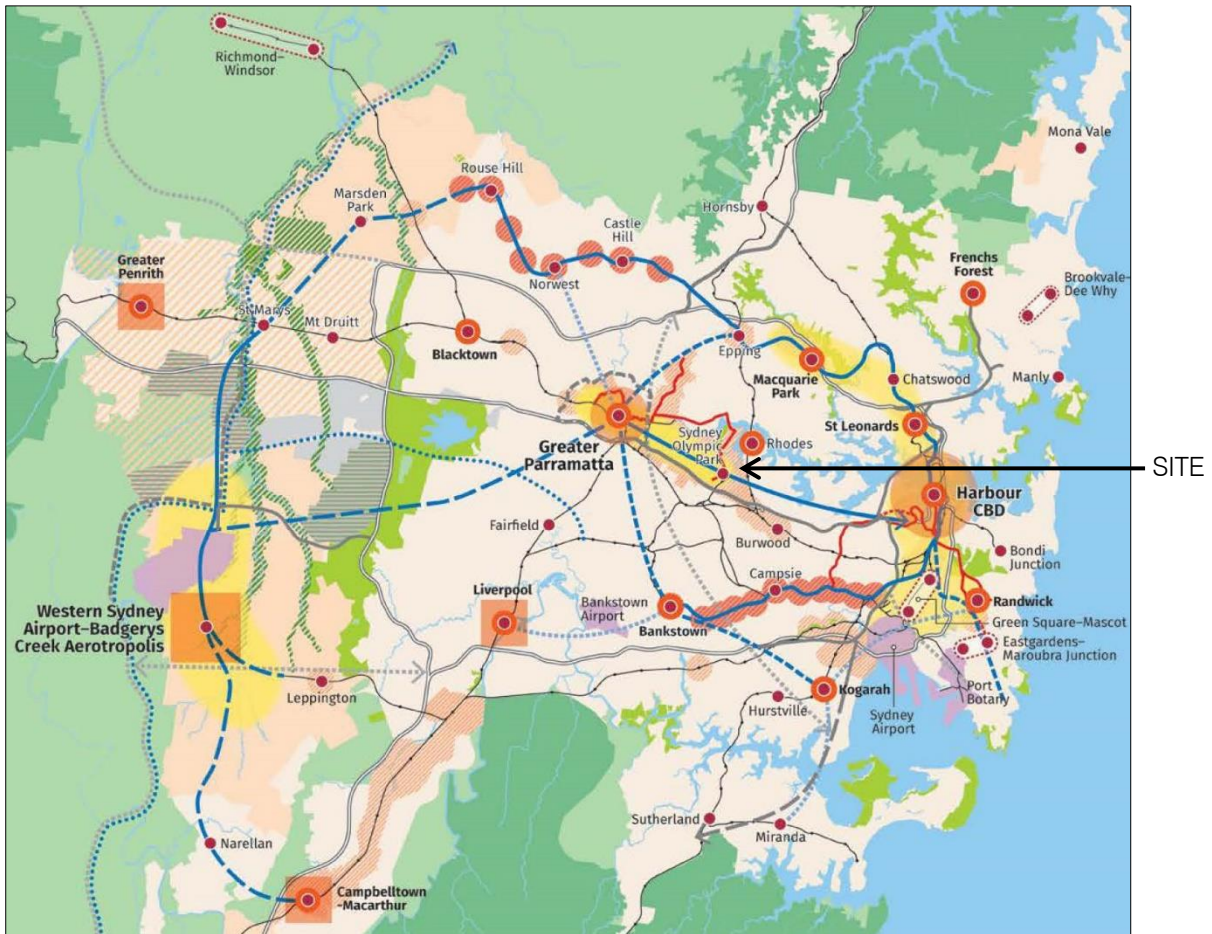 Richmond–
Windsor
Mona Vale
Rouse Hill
Marsden
Park
Castle
Hill
Hornsby
Greater
Penrith
Norwest
Frenchs
Forest
Brookvale–
Dee Why
St Marys
Mt Druitt
Blacktown
Epping
Macquarie
Park
Chatswood
Manly
St Leonards
Greater
Parramatta
Sydney
Olympic
Park
Rhodes
SITE
Harbour
CBD
Fairfield
Burwood
Bondi
Junction
Liverpool
Campsie
Bankstown
Airport
Bankstown
Randwick
Green Square–Mascot
Western Sydney
Airport–Badgerys
Creek Aerotropolis
Eastgardens–
Maroubra Junction
Leppington
Kogarah
Port
Botany
Hurstville
Sydney
Airport
Sutherland
Miranda
Narellan
Campbelltown
-Macarthur